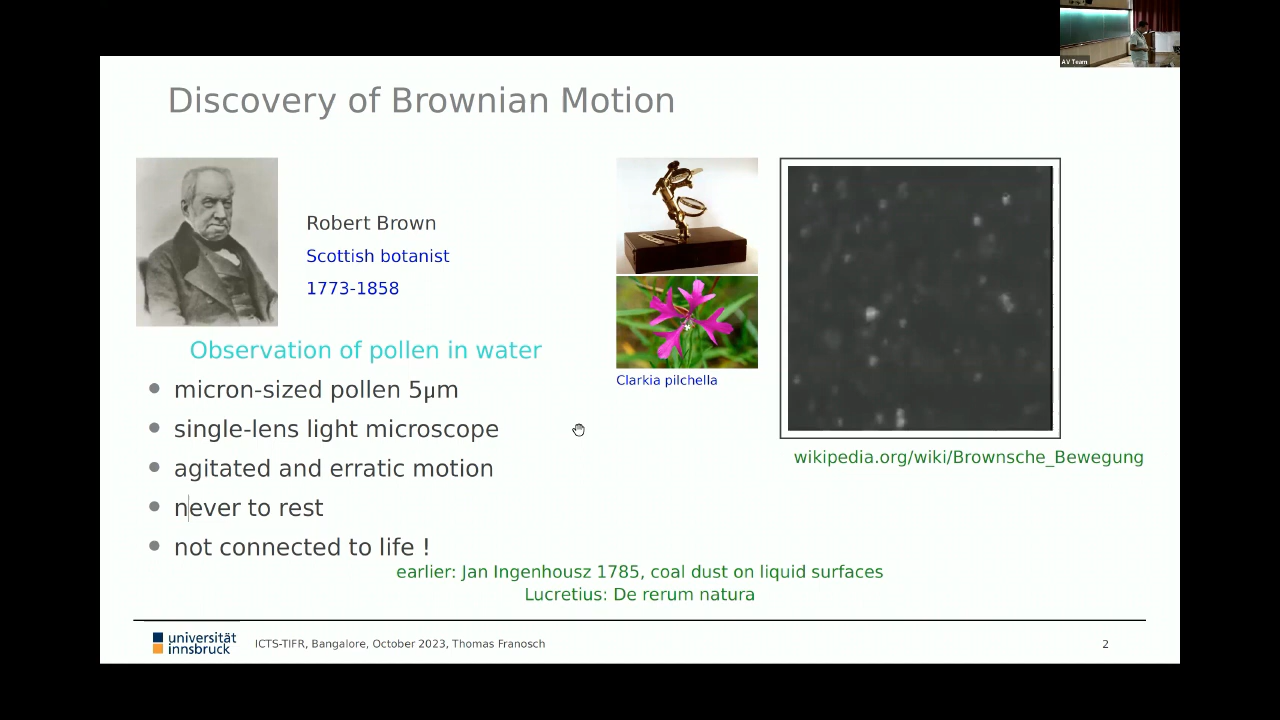 AV Team
Discovery of Brownian Motion
Robert Brown
Scottish botanist
1773-1858
Observation of pollen in water
• micron-sized pollen 5μm
• single-lens light microscope
• agitated and erratic motion
• never to rest
• not connected to life !
Clarkia pilchella
wikipedia.org/wiki/Brownsche_Bewegung
earlier: Jan Ingenhousz 1785, coal dust on liquid surfaces
Lucretius: De rerum natura
universität
innsbruck
ICTS-TIFR, Bangalore, October 2023, Thomas Franosch
2